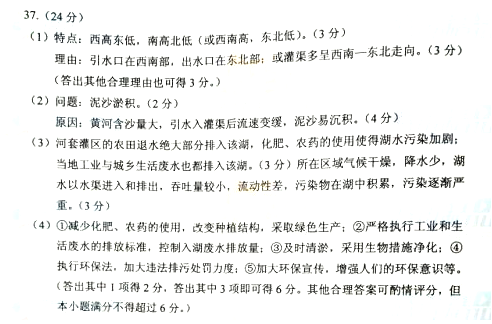 37.（24 分）
（1）特点：西高东低，南高北低（或西南高，东北低）。（3 分）
理由：引水口在西南部，出水口在东北部；或灌渠多呈西南—东北走向。（3 分）
（答出其他合理理由也可得 3 分。）
（2）问题：泥沙淤积。（2 分）
原因：黄河含沙量大，引水入灌渠后流速变缓，泥沙易沉积。（4 分）
（3）河套灌区的农田退水绝大部分排入该湖，化肥、农药的使用使得湖水污染加剧；
当地工业与城乡生活废水也都排入该湖。（3 分）所在区域气候干燥，降水少，湖
水以水渠进入和排出，吞吐量较小，流动性差，污染物在湖中积累，污染逐渐严
重。（3 分）
（4）①减少化肥、农药的使用，改变种植结构，采取绿色生产；②严格执行工业和生
活废水的排放标准，控制入湖废水排放量；③及时清淤，采用生物措施净化；④
执行环保法，加大违法排污处罚力度；⑤加大环保宣传，增强人们的环保意识等。
（答出其中 1 项得 2 分，答出其中 3 项即可得 6 分。其他合理答案可酌情评分，但
本小题满分不得超过 6 分。）